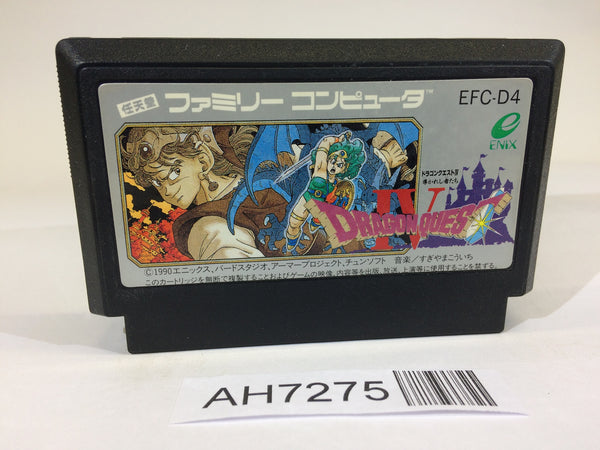 任天堂 ファミリー コンピュータ™ EFC-D4
ENIX
ドラゴンクエストⅣ
導かれし者たち
IV
DRAGON QUEST
©1990エニックス、バードスタジオ、アーマープロジェクト、チュンソフト 音楽/すぎやまこういち
このカートリッジを無断で複製することおよびゲームの映像、内容等を出版、放送、上演等に使用することを禁ずる。
AH7275